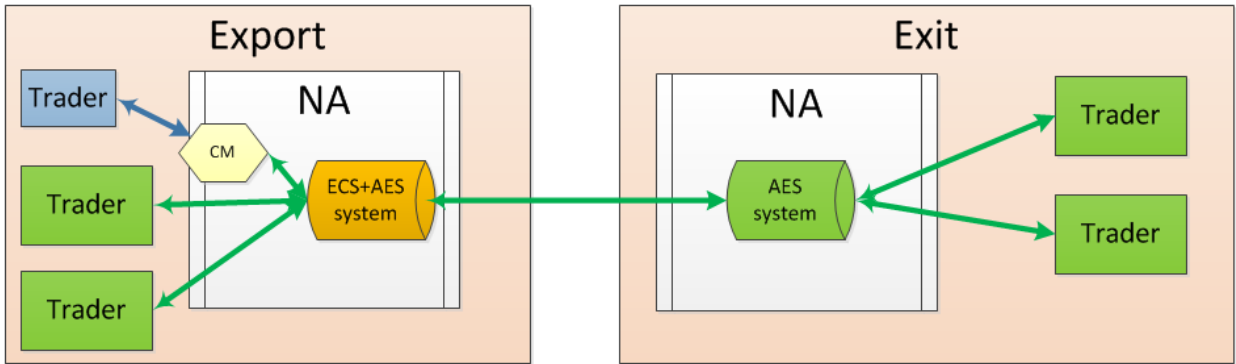 Export
Trader
NA
CM
Trader
ECS+AES
system
Trader
Exit
NA
Trader
AES
system
Trader